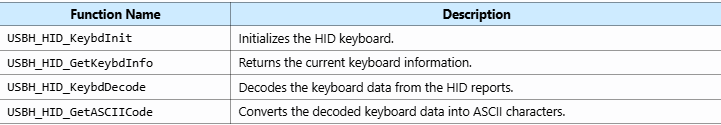 Function Name Description
USBH_HID_KeybdInit Initializes the HID keyboard.
USBH_HID_GetKeybdInfo Returns the current keyboard information.
USBH_HID_KeybdDecode Decodes the keyboard data from the HID reports.
USBH_HID_GetASCIICode Converts the decoded keyboard data into ASCII characters.